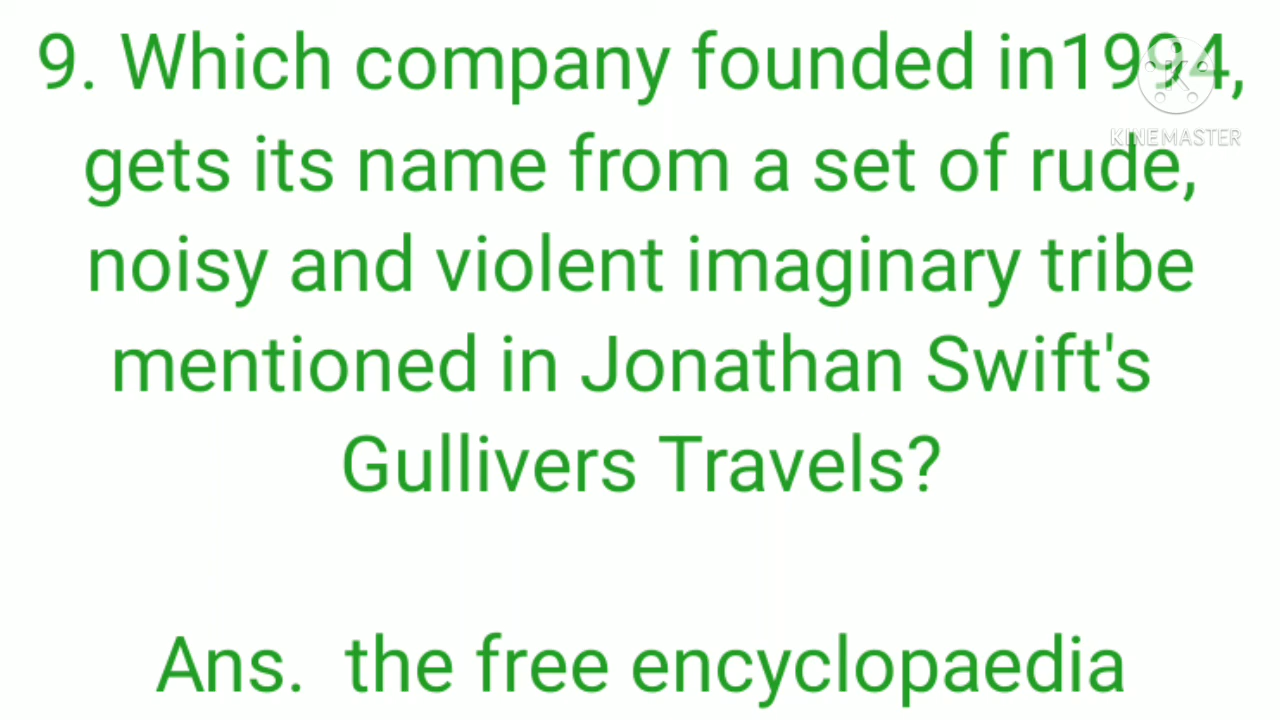 9. Which company founded in1994,
KINEMASTER
gets its name from a set of rude,
noisy and violent imaginary tribe
mentioned in Jonathan Swift's
Gullivers Travels?
Ans. the free encyclopaedia